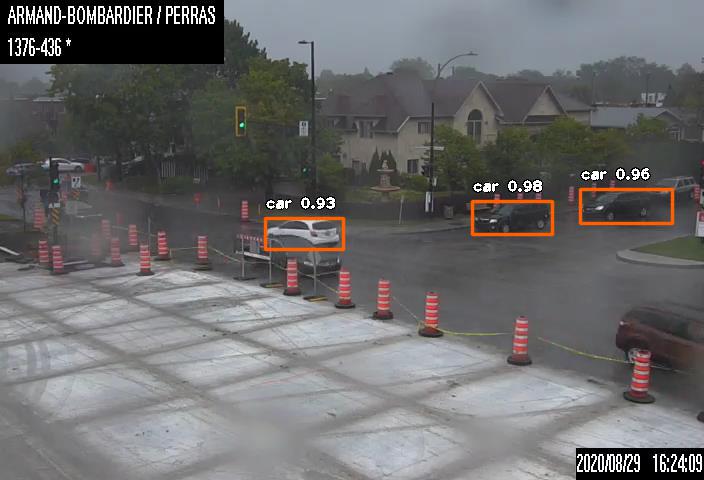 ARMAND-BOMBARDIER / PERRAS
1376-436 *
car 0.96
car 0.98
car 0.93
2020/08/29 16:24:09